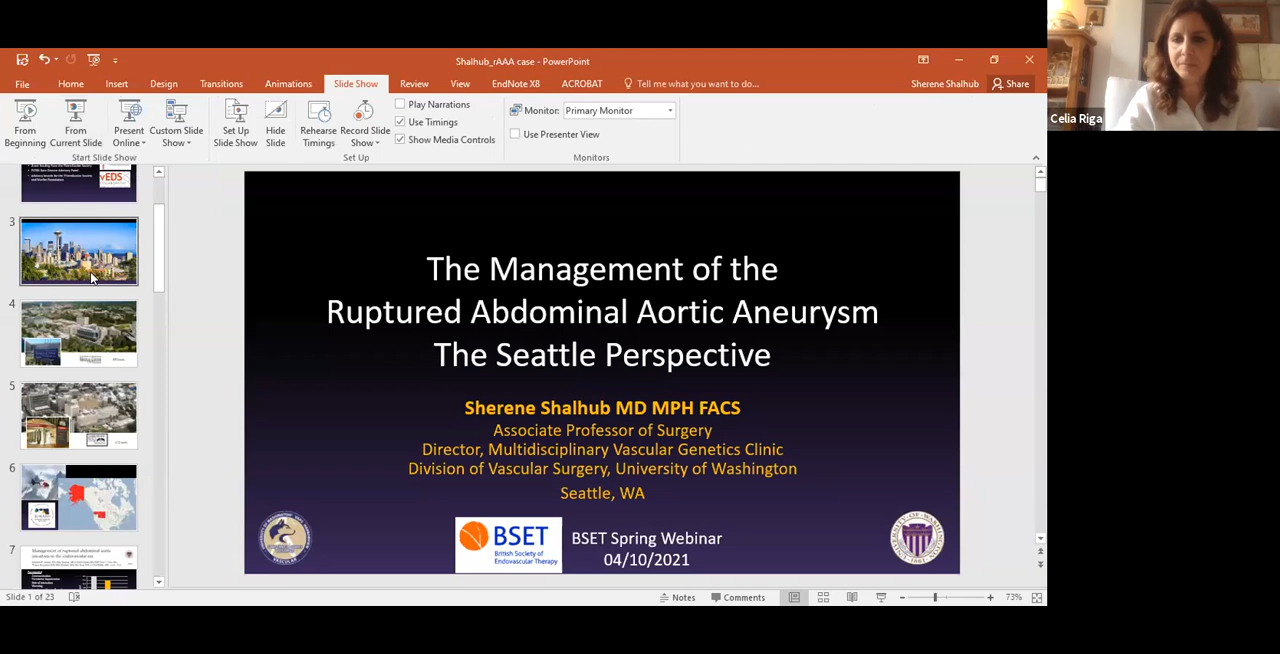 Shalhub_rAAA.case - PowerPoint
File Home Insert Design Transitions Animations Slide Show Review View EndNote X8 ACROBAT Tell me what you want to do... Sherene Shalhub Share
From Beginning
From Current Slide
Present Online
Custom Slide Show
Set Up Slide Show
Hide Slide
Rehearse Timings
Record Slide Show
Play Narrations
Use Timings
Show Media Controls
Monitor: Primary Monitor
Use Presenter View
Start Slide Show Set Up Monitors
Celia Riga
vEDS
3
4
5
6
7
The Management of the
Ruptured Abdominal Aortic Aneurysm
The Seattle Perspective
Sherene Shalhub MD MPH FACS
Associate Professor of Surgery
Director, Multidisciplinary Vascular Genetics Clinic
Division of Vascular Surgery, University of Washington
Seattle, WA
BSET
British Society of
Endovascular Therapy
BSET Spring Webinar
04/10/2021
Slide 1 of 23 Notes Comments 73%